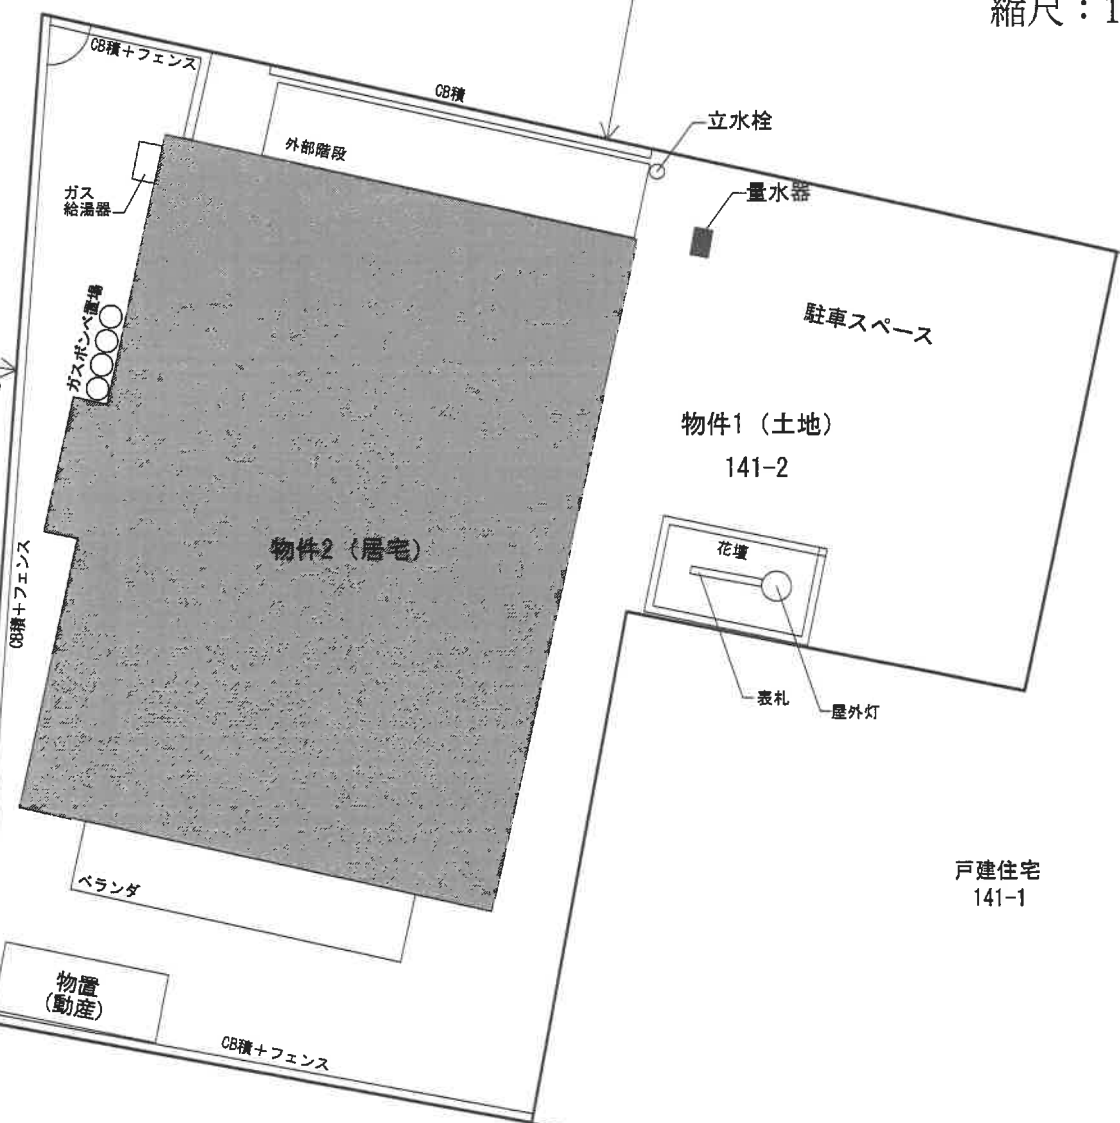 縮尺：1
CB積＋フェンス
CB積
立水栓
外部階段
量水器
ガス
給湯器
ガスボンベ置場
駐車スペース
物件1（土地）
141-2
物件2（居宅）
花壇
CB積＋フェンス
表札
屋外灯
戸建住宅
141-1
ベランダ
物置
(動産)
CB積＋フェンス